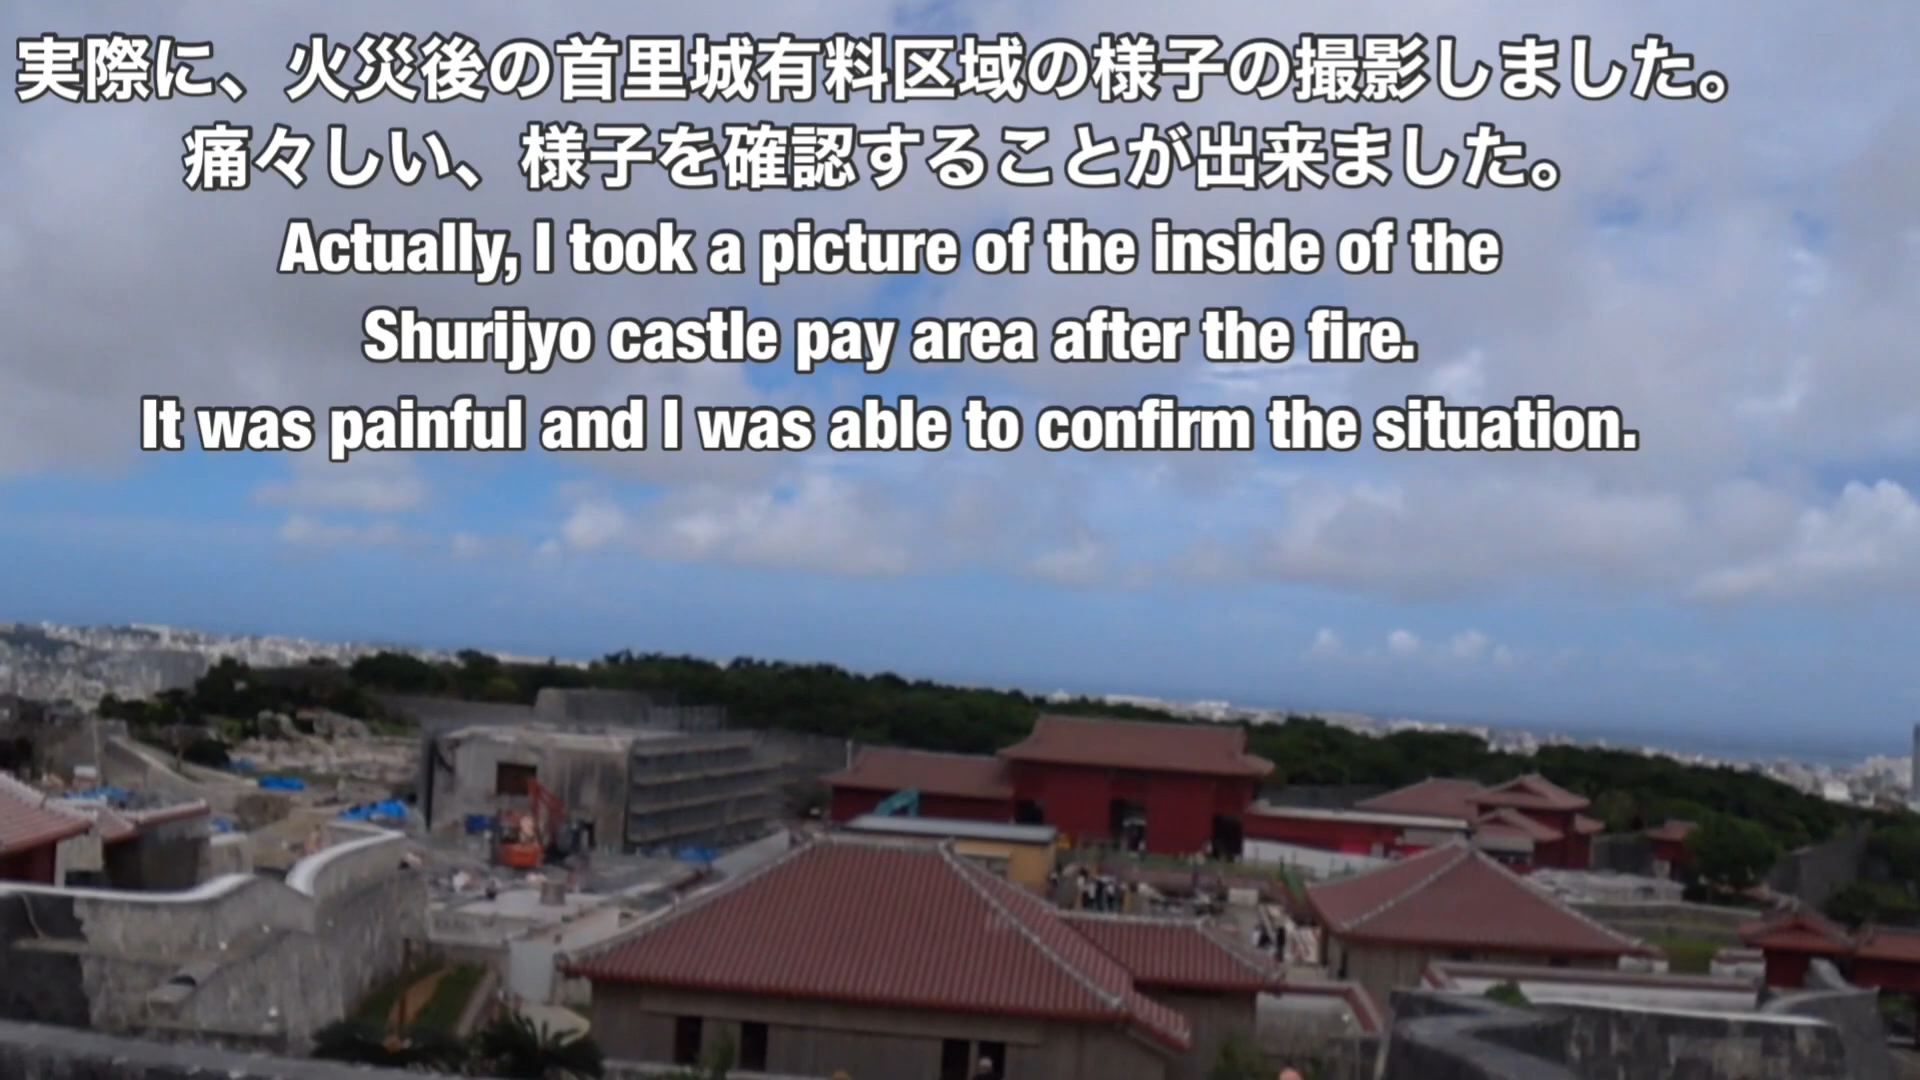 実際に、火災後の首里城有料区域の様子の撮影しました。
痛々しい、様子を確認することが出来ました。
Actually, I took a picture of the inside of the
Shurijyo castle pay area after the fire.
It was painful and I was able to confirm the situation.